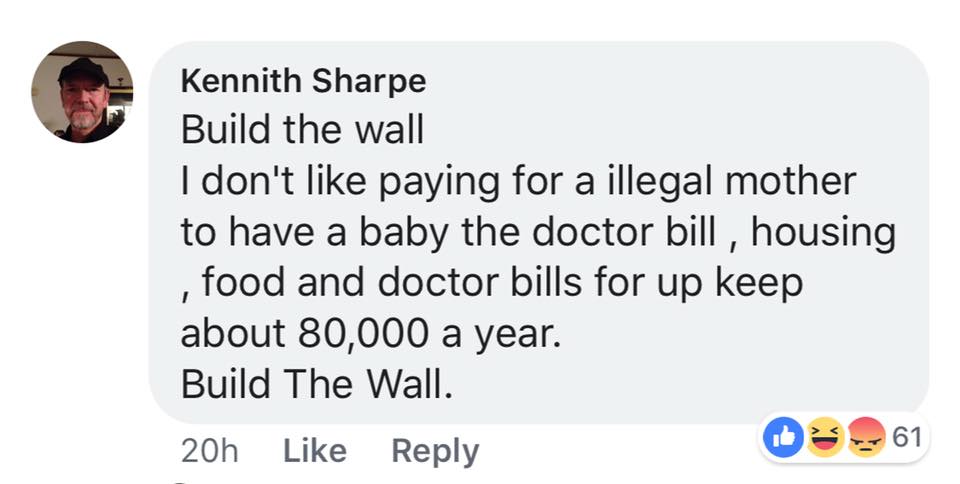 Kennith Sharpe
Build the wall
I don't like paying for a illegal mother
to have a baby the doctor bill , housing
, food and doctor bills for up keep
about 80,000 a year.
Build The Wall.
20h Like Reply 61